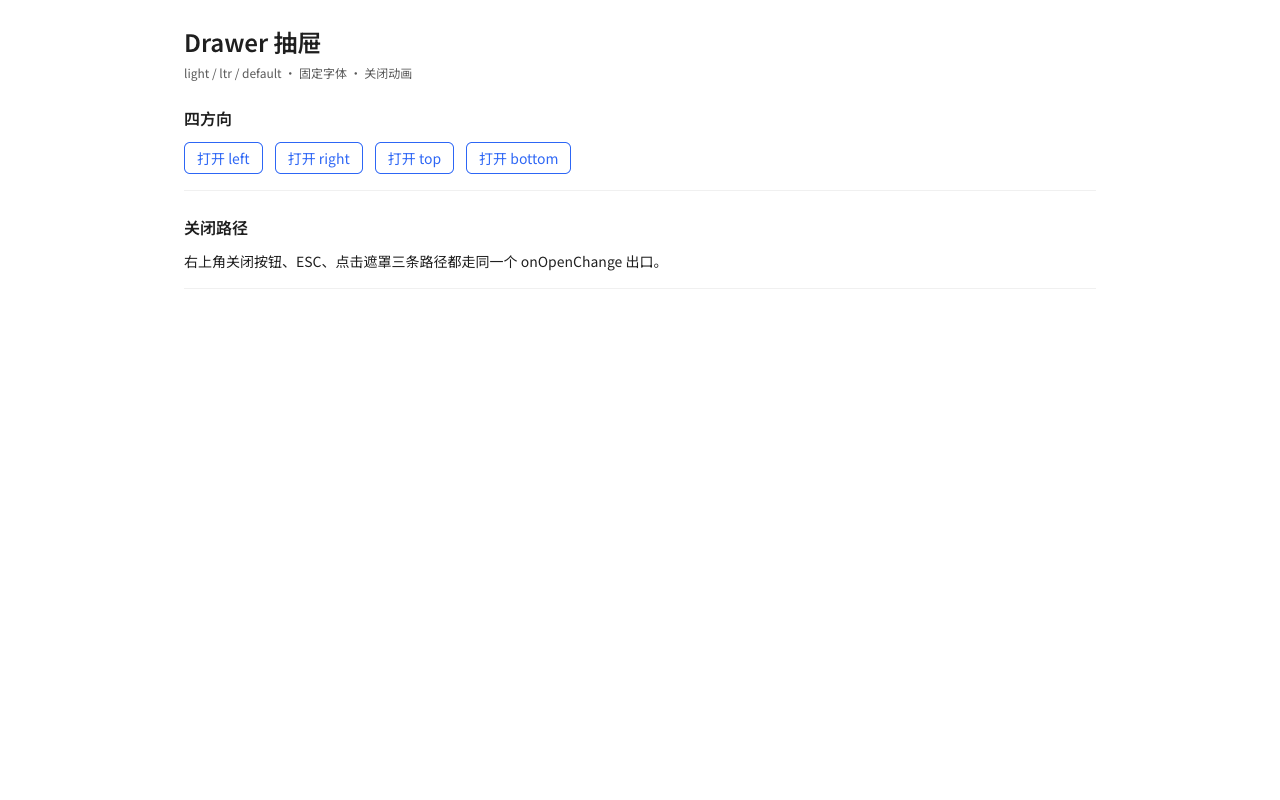 Drawer 抽屉
light / ltr / default ・ 固定字体 ・ 关闭动画
四方向
打开 left 打开 right 打开 top 打开 bottom
关闭路径
右上角关闭按钮、ESC、点击遮罩三条路径都走同一个 onOpenChange 出口。